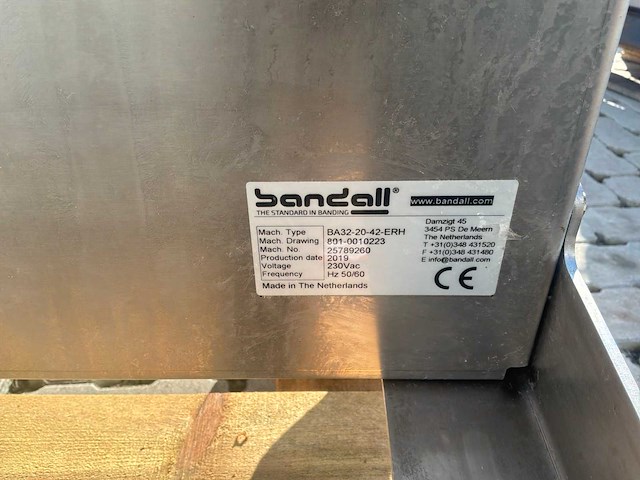 bandall®
www.bandall.com
THE STANDARD IN BANDING
Mach. Type BA32-20-42-ERH
Mach. Drawing 801-0010223
Mach. No. 25789260
Production date 2019
Voltage 230Vac
Frequency Hz 50/60
Made in The Netherlands
Damzigt 45
3454 PS De Meern
The Netherlands
T +31(0)348 431520
F +31(0)348 431480
E info@bandall.com
CE